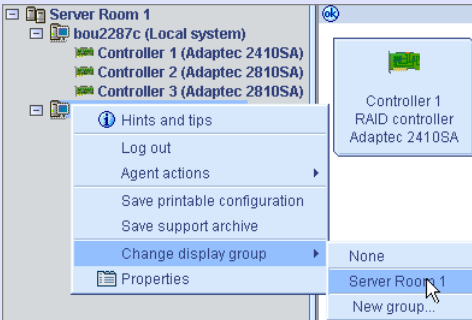 Server Room 1
bou2287c (Local system)
Controller 1 (Adaptec 2410SA)
Controller 2 (Adaptec 2810SA)
Controller 3 (Adaptec 2810SA)
Hints and tips
Log out
Agent actions
Save printable configuration
Save support archive
Change display group
Properties
None
Server Room 1
New group...
ok
Controller 1
RAID controller
Adaptec 2410SA